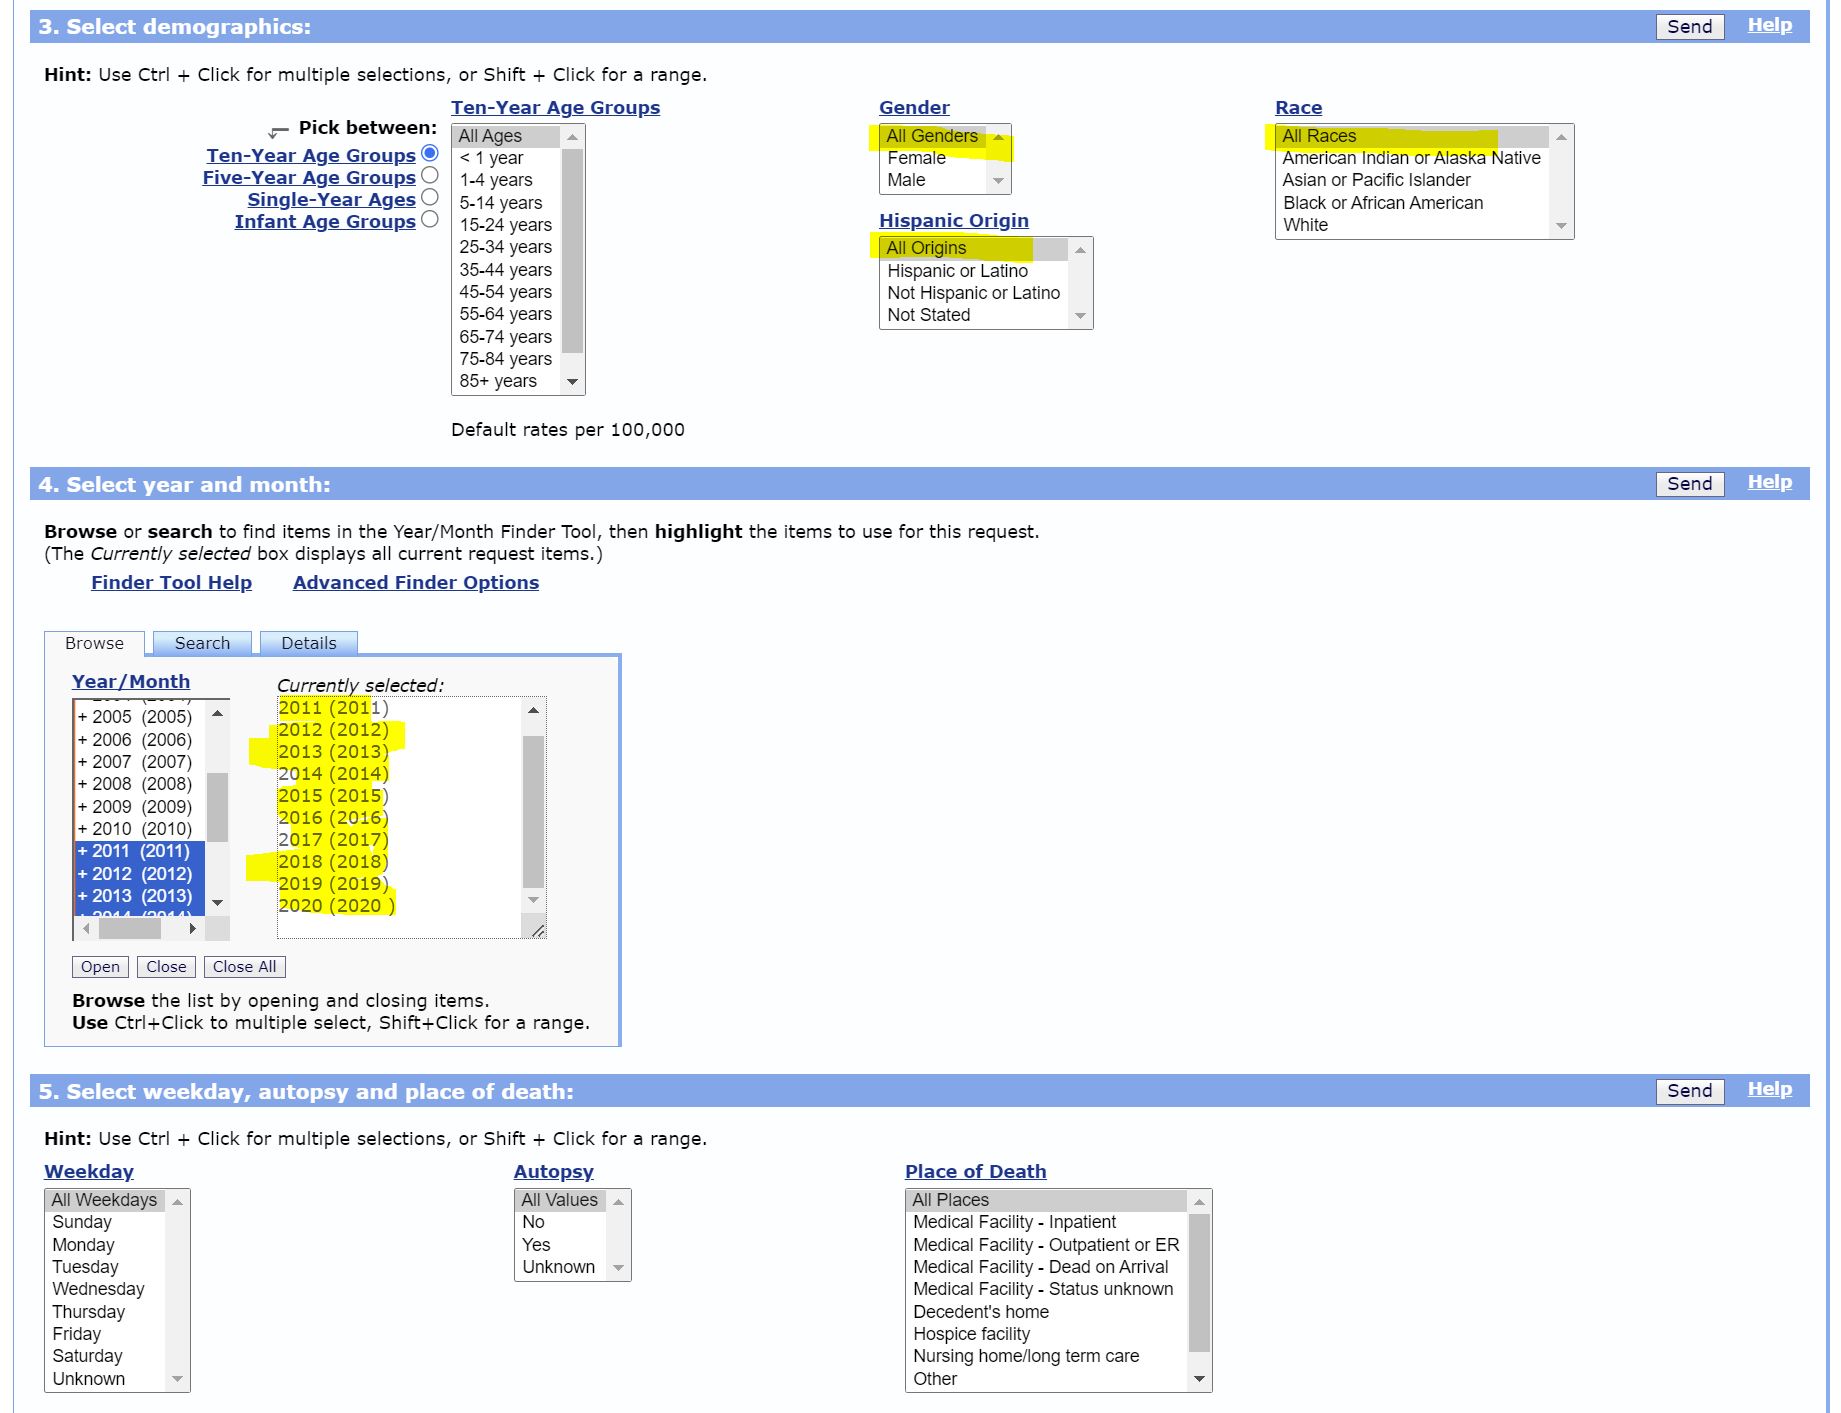 3. Select demographics:
Send Help
Hint: Use Ctrl + Click for multiple selections, or Shift + Click for a range.
Pick between:
Ten-Year Age Groups
Five-Year Age Groups
Single-Year Ages
Infant Age Groups
Ten-Year Age Groups
All Ages
< 1 year
1-4 years
5-14 years
15-24 years
25-34 years
35-44 years
45-54 years
55-64 years
65-74 years
75-84 years
85+ years
Default rates per 100,000
Gender
All Genders
Female
Male
Hispanic Origin
All Origins
Hispanic or Latino
Not Hispanic or Latino
Not Stated
Race
All Races
American Indian or Alaska Native
Asian or Pacific Islander
Black or African American
White
4. Select year and month:
Send Help
Browse or search to find items in the Year/Month Finder Tool, then highlight the items to use for this request.
(The Currently selected box displays all current request items.)
Finder Tool Help Advanced Finder Options
Browse Search Details
Year/Month
+ 2005 (2005)
+ 2006 (2006)
+ 2007 (2007)
+ 2008 (2008)
+ 2009 (2009)
+ 2010 (2010)
+ 2011 (2011)
+ 2012 (2012)
+ 2013 (2013)
+ 2014 (2014)
Currently selected:
2011 (2011)
2012 (2012)
2013 (2013)
2014 (2014)
2015 (2015)
2016 (2016)
2017 (2017)
2018 (2018)
2019 (2019)
2020 (2020 )
Open Close Close All
Browse the list by opening and closing items.
Use Ctrl+Click to multiple select, Shift+Click for a range.
5. Select weekday, autopsy and place of death:
Send Help
Hint: Use Ctrl + Click for multiple selections, or Shift + Click for a range.
Weekday
All Weekdays
Sunday
Monday
Tuesday
Wednesday
Thursday
Friday
Saturday
Unknown
Autopsy
All Values
No
Yes
Unknown
Place of Death
All Places
Medical Facility - Inpatient
Medical Facility - Outpatient or ER
Medical Facility - Dead on Arrival
Medical Facility - Status unknown
Decedent's home
Hospice facility
Nursing home/long term care
Other